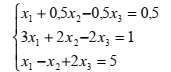 x₁ + 0,5x₂−0,5x₃ = 0,5
3x₁ + 2x₂−2x₃ = 1
x₁ −x₂+2x₃ = 5